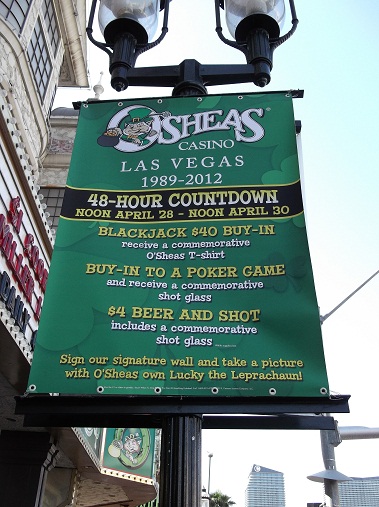 O'SHEAS
CASINO
LAS VEGAS
1989-2012
48-HOUR COUNTDOWN
NOON APRIL 28 - NOON APRIL 30
BLACKJACK $40 BUY-IN
receive a commemorative
O'Sheas T-shirt
BUY-IN TO A POKER GAME
and receive a commemorative
shot glass
$4 BEER AND SHOT
includes a commemorative
shot glass
Sign our signature wall and take a picture
with O'Sheas own Lucky the Leprachaun!